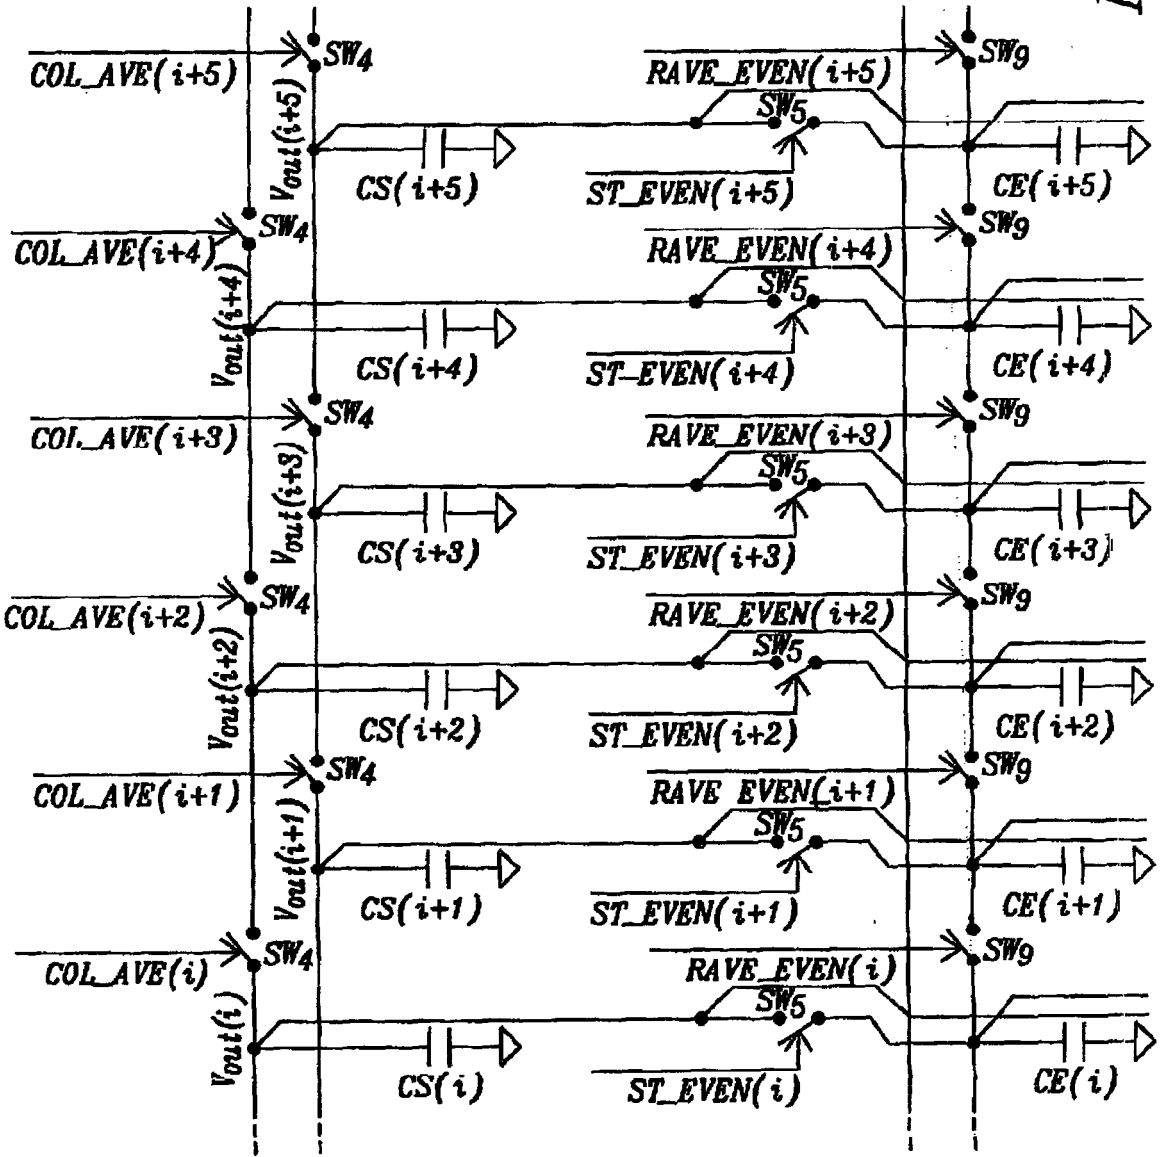 COL_AVE(i+5) SW4 RAVE_EVEN(i+5) SW9
Vout(i+5) SW5
CS(i+5) ST_EVEN(i+5) CE(i+5)
COL_AVE(i+4) SW4 RAVE_EVEN(i+4) SW9
Vout(i+4) SW5
CS(i+4) ST_EVEN(i+4) CE(i+4)
COL_AVE(i+3) SW4 RAVE_EVEN(i+3) SW9
Vout(i+3) SW5
CS(i+3) ST_EVEN(i+3) CE(i+3)
COL_AVE(i+2) SW4 RAVE_EVEN(i+2) SW9
Vout(i+2) SW5
CS(i+2) ST_EVEN(i+2) CE(i+2)
COL_AVE(i+1) SW4 RAVE EVEN(i+1) SW9
Vout(i+1) SW5
CS(i+1) ST_EVEN(i+1) CE(i+1)
COL_AVE(i) SW4 RAVE_EVEN(i) SW9
Vout(i) SW5
CS(i) ST_EVEN(i) CE(i)